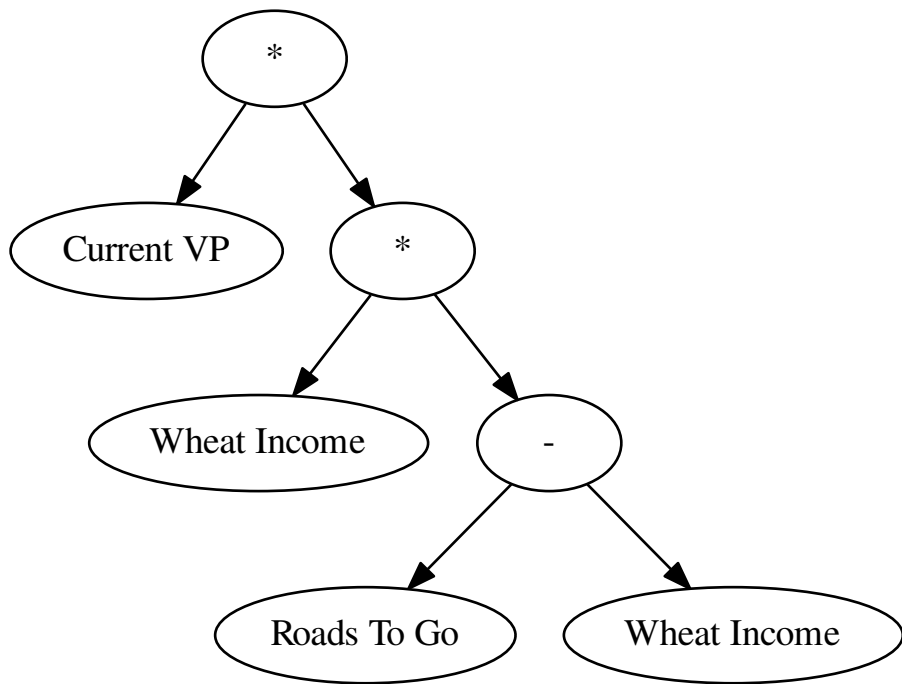 *
Current VP
*
Wheat Income
-
Roads To Go
Wheat Income